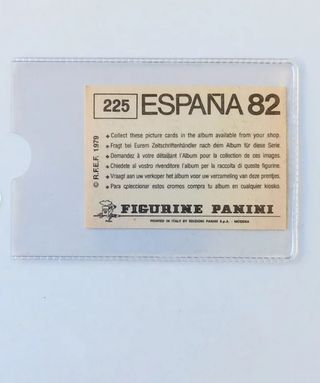 225 ESPAÑA 82
Collect these picture cards in the album available from your shop.
Fragt bei Eurem Zeitschriftenhändler nach dem Album für diese Serie.
Demandez à votre détaillant l'Album pour la collection de ces images.
Chiedete al vostro rivenditore l'album per la raccolta di queste figurine.
Vraagt aan uw verkoper het album voor uw verzameling van deze prentjes.
Para coleccionar estos cromos compra tu album en cualquier kiosko.
© R.F.E.F. 1979
FIGURINE PANINI
PRINTED IN ITALY BY EDIZIONI PANINI S.p.A. - MODENA